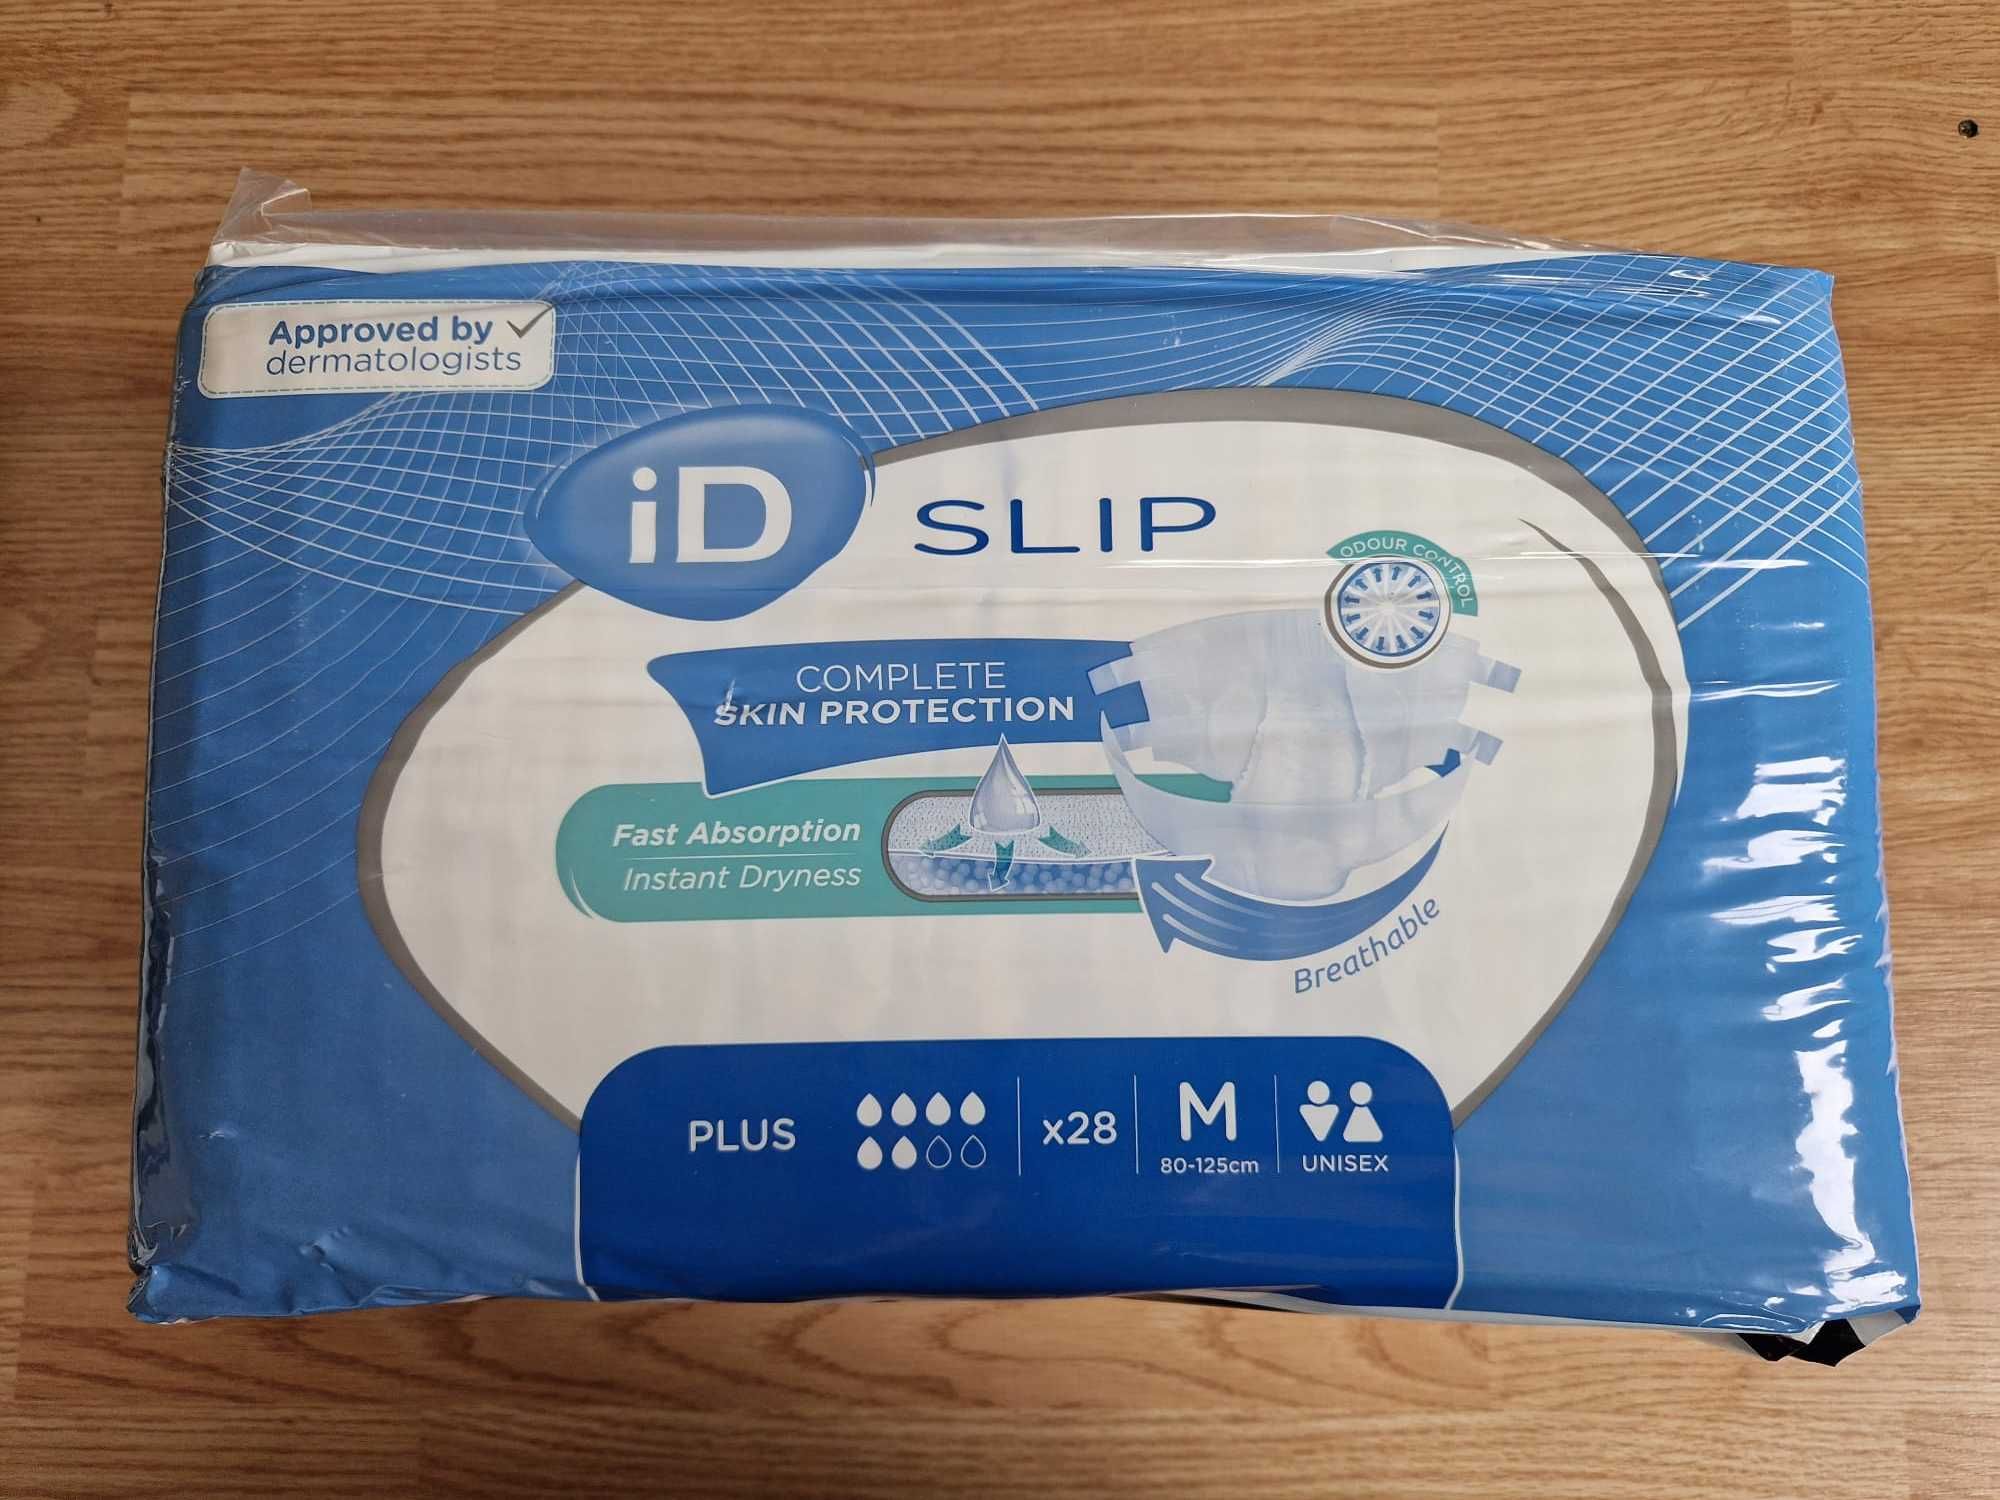 Approved by
dermatologists
iD
SLIP
ODOUR CONTROL
COMPLETE
SKIN PROTECTION
Fast Absorption
Instant Dryness
Breathable
PLUS
x28
M
80-125cm
UNISEX